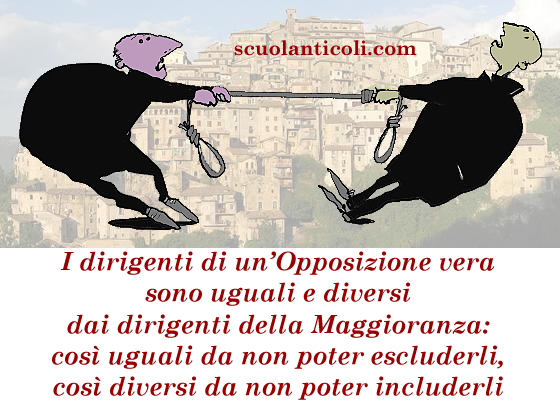 scuolanticoli.com
I dirigenti di un’Opposizione vera
sono uguali e diversi
dai dirigenti della Maggioranza:
così uguali da non poter escluderli,
così diversi da non poter includerli